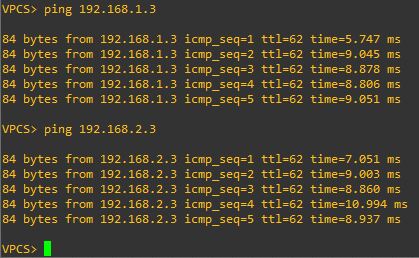 VPCS> ping 192.168.1.3
84 bytes from 192.168.1.3 icmp_seq=1 ttl=62 time=5.747 ms
84 bytes from 192.168.1.3 icmp_seq=2 ttl=62 time=9.045 ms
84 bytes from 192.168.1.3 icmp_seq=3 ttl=62 time=8.878 ms
84 bytes from 192.168.1.3 icmp_seq=4 ttl=62 time=8.806 ms
84 bytes from 192.168.1.3 icmp_seq=5 ttl=62 time=9.051 ms
VPCS> ping 192.168.2.3
84 bytes from 192.168.2.3 icmp_seq=1 ttl=62 time=7.051 ms
84 bytes from 192.168.2.3 icmp_seq=2 ttl=62 time=9.003 ms
84 bytes from 192.168.2.3 icmp_seq=3 ttl=62 time=8.860 ms
84 bytes from 192.168.2.3 icmp_seq=4 ttl=62 time=10.994 ms
84 bytes from 192.168.2.3 icmp_seq=5 ttl=62 time=8.937 ms
VPCS>